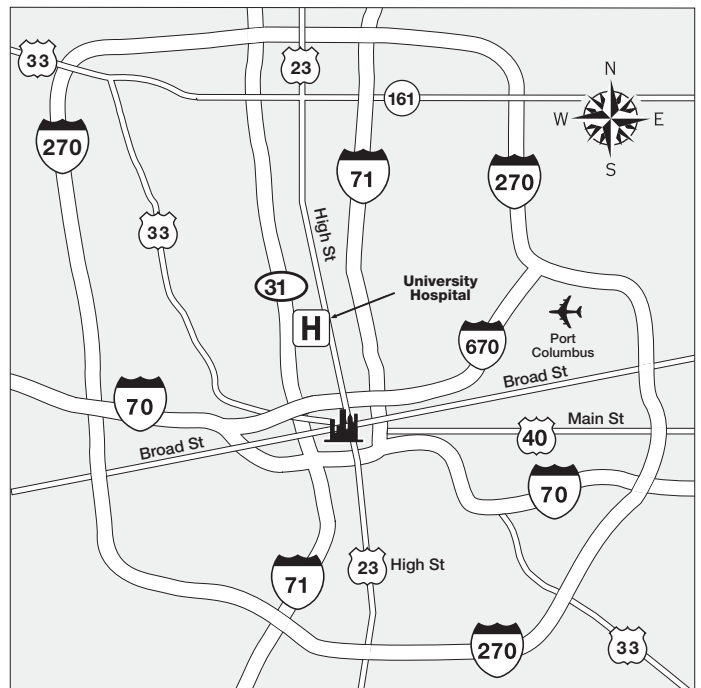 33
23
161
N
W
E
S
270
71
270
33
High St
31
University
Hospital
H
670
Port
Columbus
Broad St
70
Main St
40
Broad St
70
23
High St
71
270
33